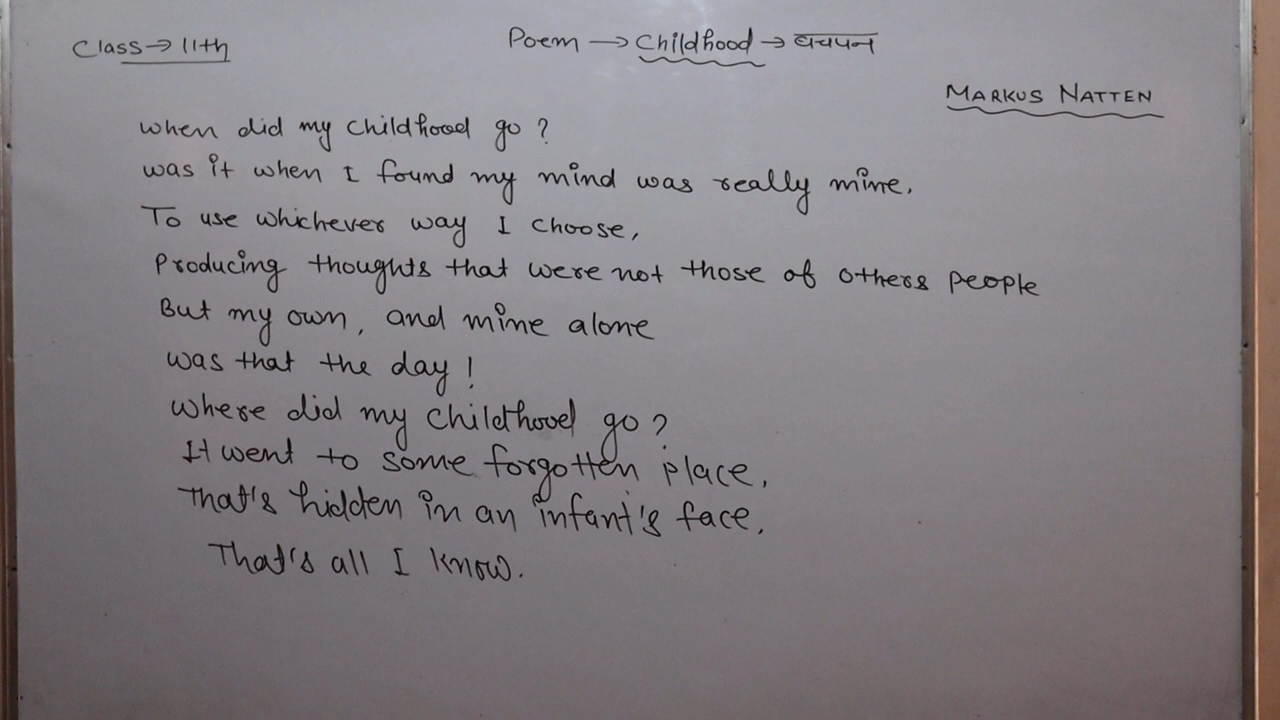 Class→11th
Poem → Childhood → बचपन
MARKUS NATTEN
when did my childhood go ?
was it when I found my mind was really mine,
To use whichever way I choose,
Producing thoughts that were not those of others people
But my own, and mine alone
was that the day !
where did my childhood go ?
It went to some forgotten place,
That's hidden in an infant's face,
That's all I know.